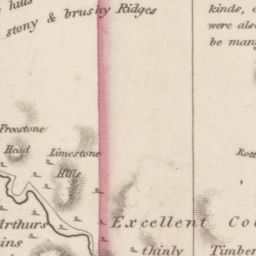 hills
stony & brushy Ridges
kinds,
were also
be man
Freestone
Head
Limestone
Hills
Rott
Arthurs
ins
Excellent Co
thinly
Timber